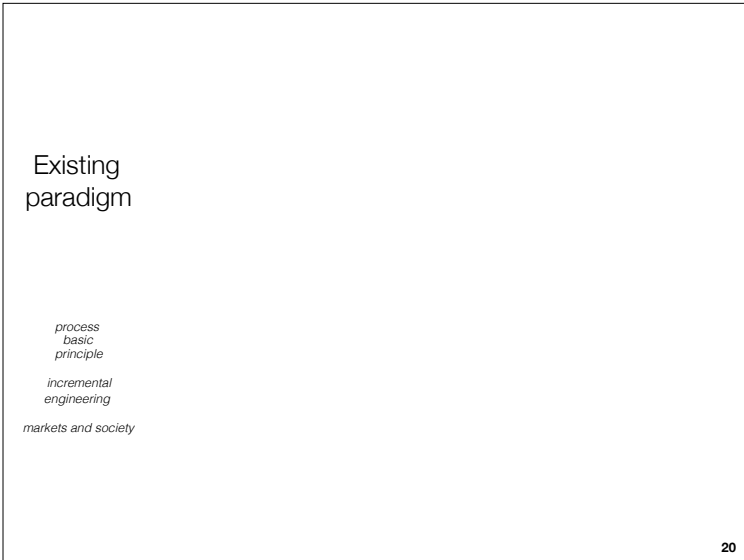 Existing
paradigm
process
basic
principle
incremental
engineering
markets and society
20